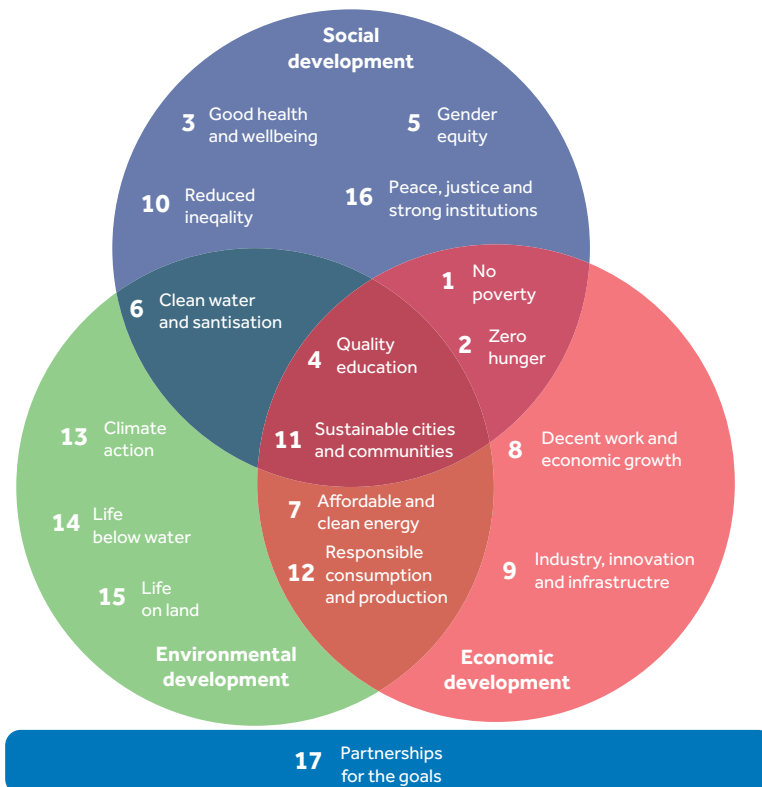 Social
development
3 Good health
and wellbeing
5 Gender
equity
10 Reduced
ineqality
16 Peace, justice and
strong institutions
1 No
poverty
6 Clean water
and santisation
2 Zero
hunger
4 Quality
education
13 Climate
action
11 Sustainable cities
and communities
8 Decent work and
economic growth
14 Life
below water
7 Affordable and
clean energy
12 Responsible
consumption
and production
9 Industry, innovation
and infrastructre
15 Life
on land
Environmental
development
Economic
development
17 Partnerships
for the goals